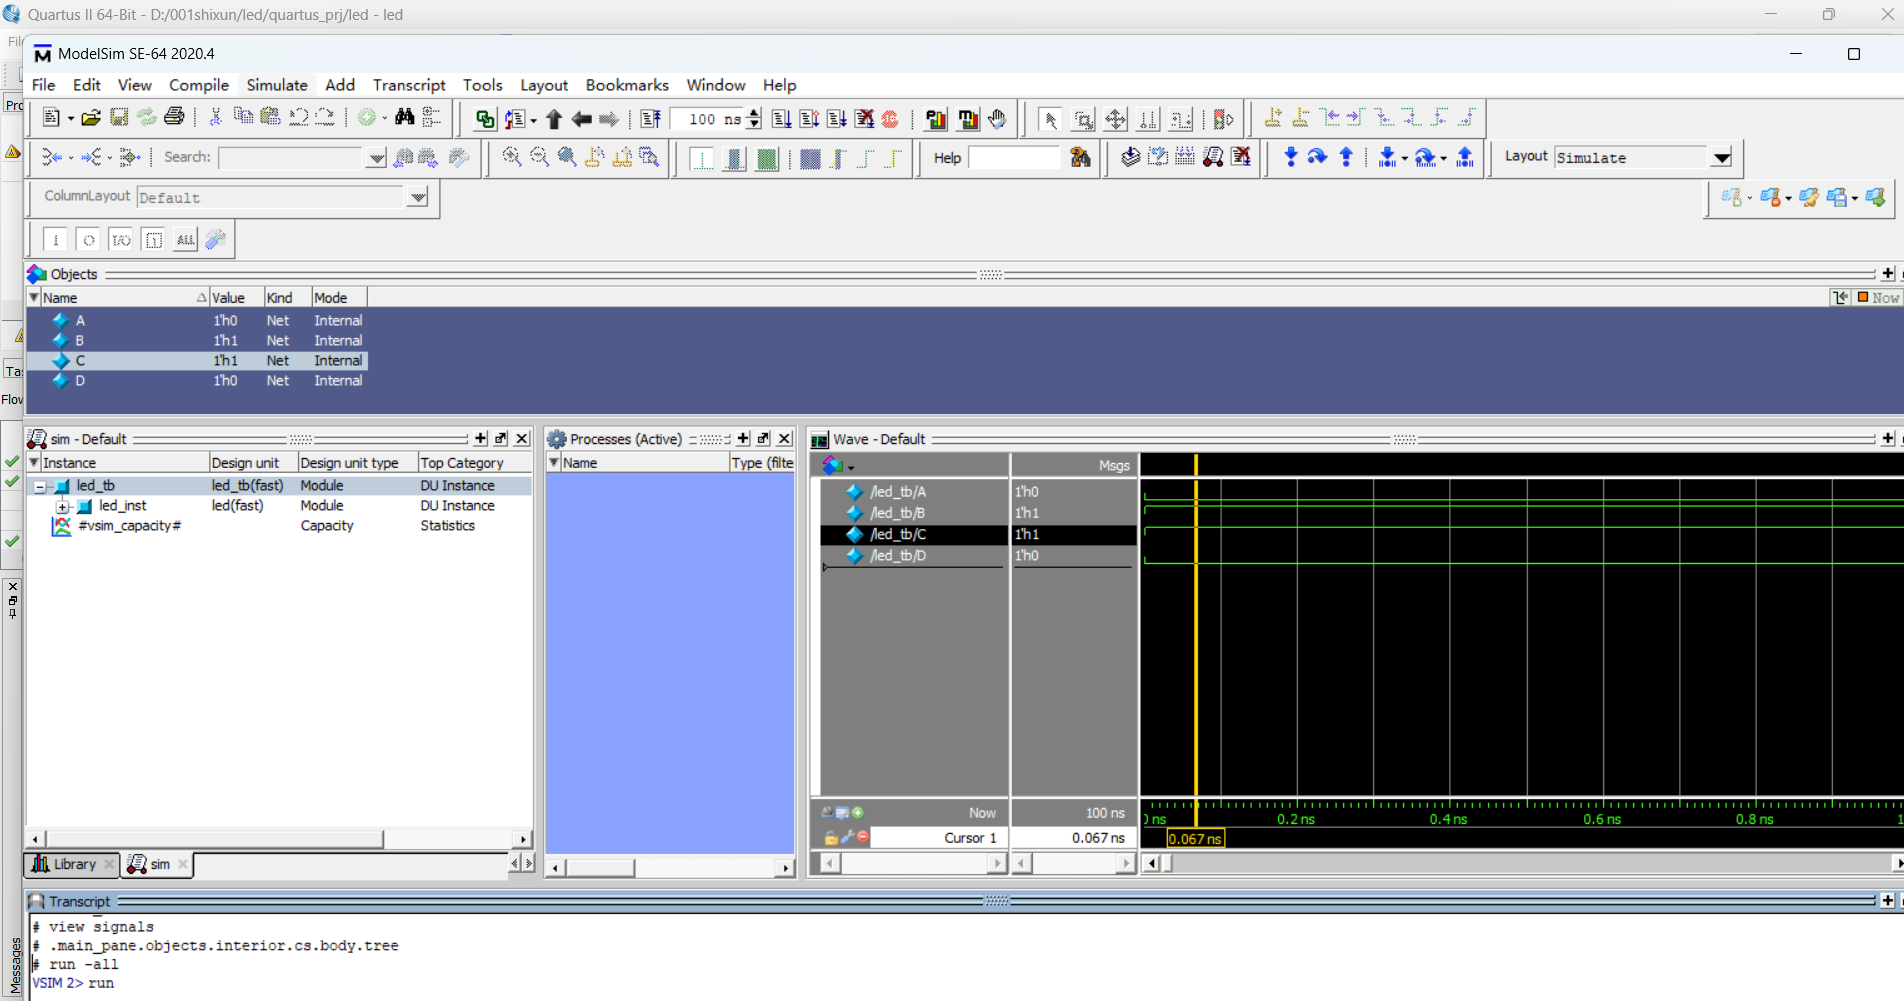 Quartus II 64-Bit - D:/001shixun/led/quartus_prj/led - led
ModelSim SE-64 2020.4
File Edit View Compile Simulate Add Transcript Tools Layout Bookmarks Window Help
100 ns
Search:
Help
Layout Simulate
ColumnLayout Default
ALL
Objects
Name Value Kind Mode
Now
A 1'h0 Net Internal
B 1'h1 Net Internal
C 1'h1 Net Internal
D 1'h0 Net Internal
sim - Default
Instance Design unit Design unit type Top Category
led_tb led_tb(fast) Module DU Instance
led_inst led(fast) Module DU Instance
#vsim_capacity# Capacity Statistics
Library sim
Processes (Active)
Name Type (filte
Wave - Default
Msgs
/led_tb/A 1'h0
/led_tb/B 1'h1
/led_tb/C 1'h1
/led_tb/D 1'h0
Now 100 ns
Cursor 1 0.067 ns
ns 0.2 ns 0.4 ns 0.6 ns 0.8 ns 1
0.067 ns
Transcript
# view signals
# .main_pane.objects.interior.cs.body.tree
# run -all
VSIM 2> run
Messages